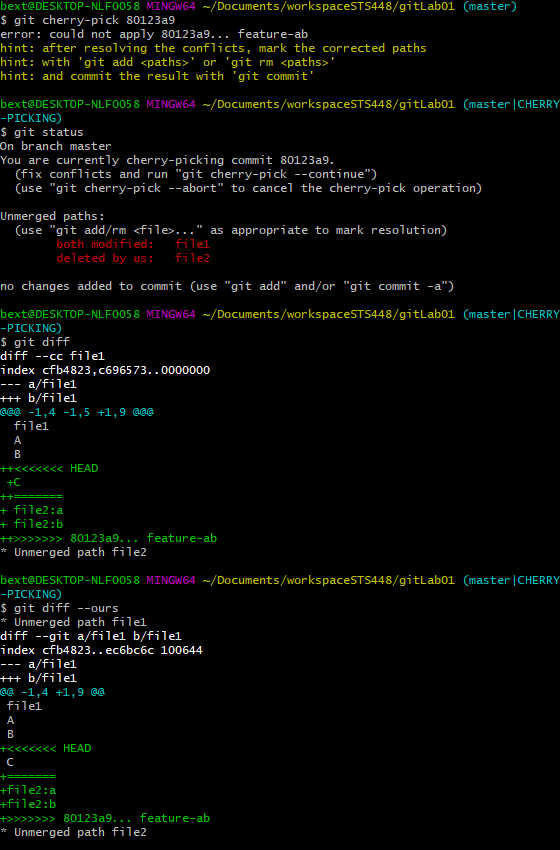 bext@DESKTOP-NLFOO58 MINGW64 ~/Documents/workspaceSTS448/gitLab01 (master)
$ git cherry-pick 80123a9
error: could not apply 80123a9... feature-ab
hint: after resolving the conflicts, mark the corrected paths
hint: with 'git add <paths>' or 'git rm <paths>'
hint: and commit the result with 'git commit'
bext@DESKTOP-NLFOO58 MINGW64 ~/Documents/workspaceSTS448/gitLab01 (master|CHERRY
-PICKING)
$ git status
On branch master
You are currently cherry-picking commit 80123a9.
  (fix conflicts and run "git cherry-pick --continue")
  (use "git cherry-pick --abort" to cancel the cherry-pick operation)
Unmerged paths:
  (use "git add/rm <file>..." as appropriate to mark resolution)
        both modified:   file1
        deleted by us:   file2
no changes added to commit (use "git add" and/or "git commit -a")
bext@DESKTOP-NLFOO58 MINGW64 ~/Documents/workspaceSTS448/gitLab01 (master|CHERRY
-PICKING)
$ git diff
diff --cc file1
index cfb4823,c696573..0000000
--- a/file1
+++ b/file1
@@@ -1,4 -1,5 +1,9 @@@
  file1
  A
  B
++<<<<<<< HEAD
 +C
++=======
+ file2:a
+ file2:b
++>>>>>>> 80123a9... feature-ab
* Unmerged path file2
bext@DESKTOP-NLFOO58 MINGW64 ~/Documents/workspaceSTS448/gitLab01 (master|CHERRY
-PICKING)
$ git diff --ours
* Unmerged path file1
diff --git a/file1 b/file1
index cfb4823..ec6bc6c 100644
--- a/file1
+++ b/file1
@@ -1,4 +1,9 @@
 file1
 A
 B
+<<<<<<< HEAD
 C
+=======
+file2:a
+file2:b
+>>>>>>> 80123a9... feature-ab
* Unmerged path file2